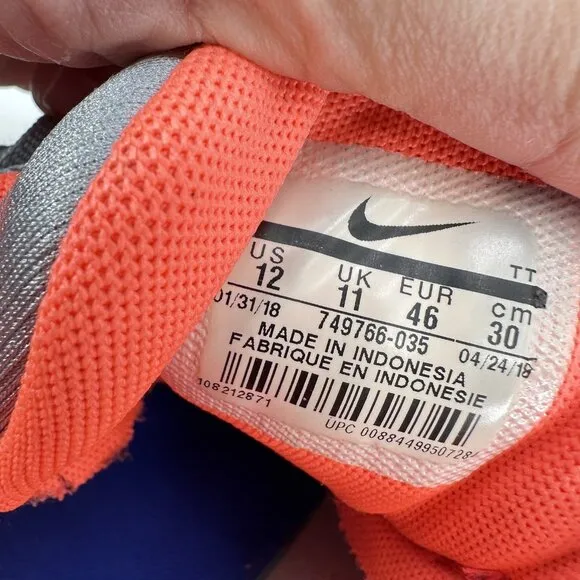 TT
US UK EUR cm
12 11 46 30
01/31/18 749766-035 04/24/18
MADE IN INDONESIA
FABRIQUE EN INDONESIE
108212871
UPC 00884499507284